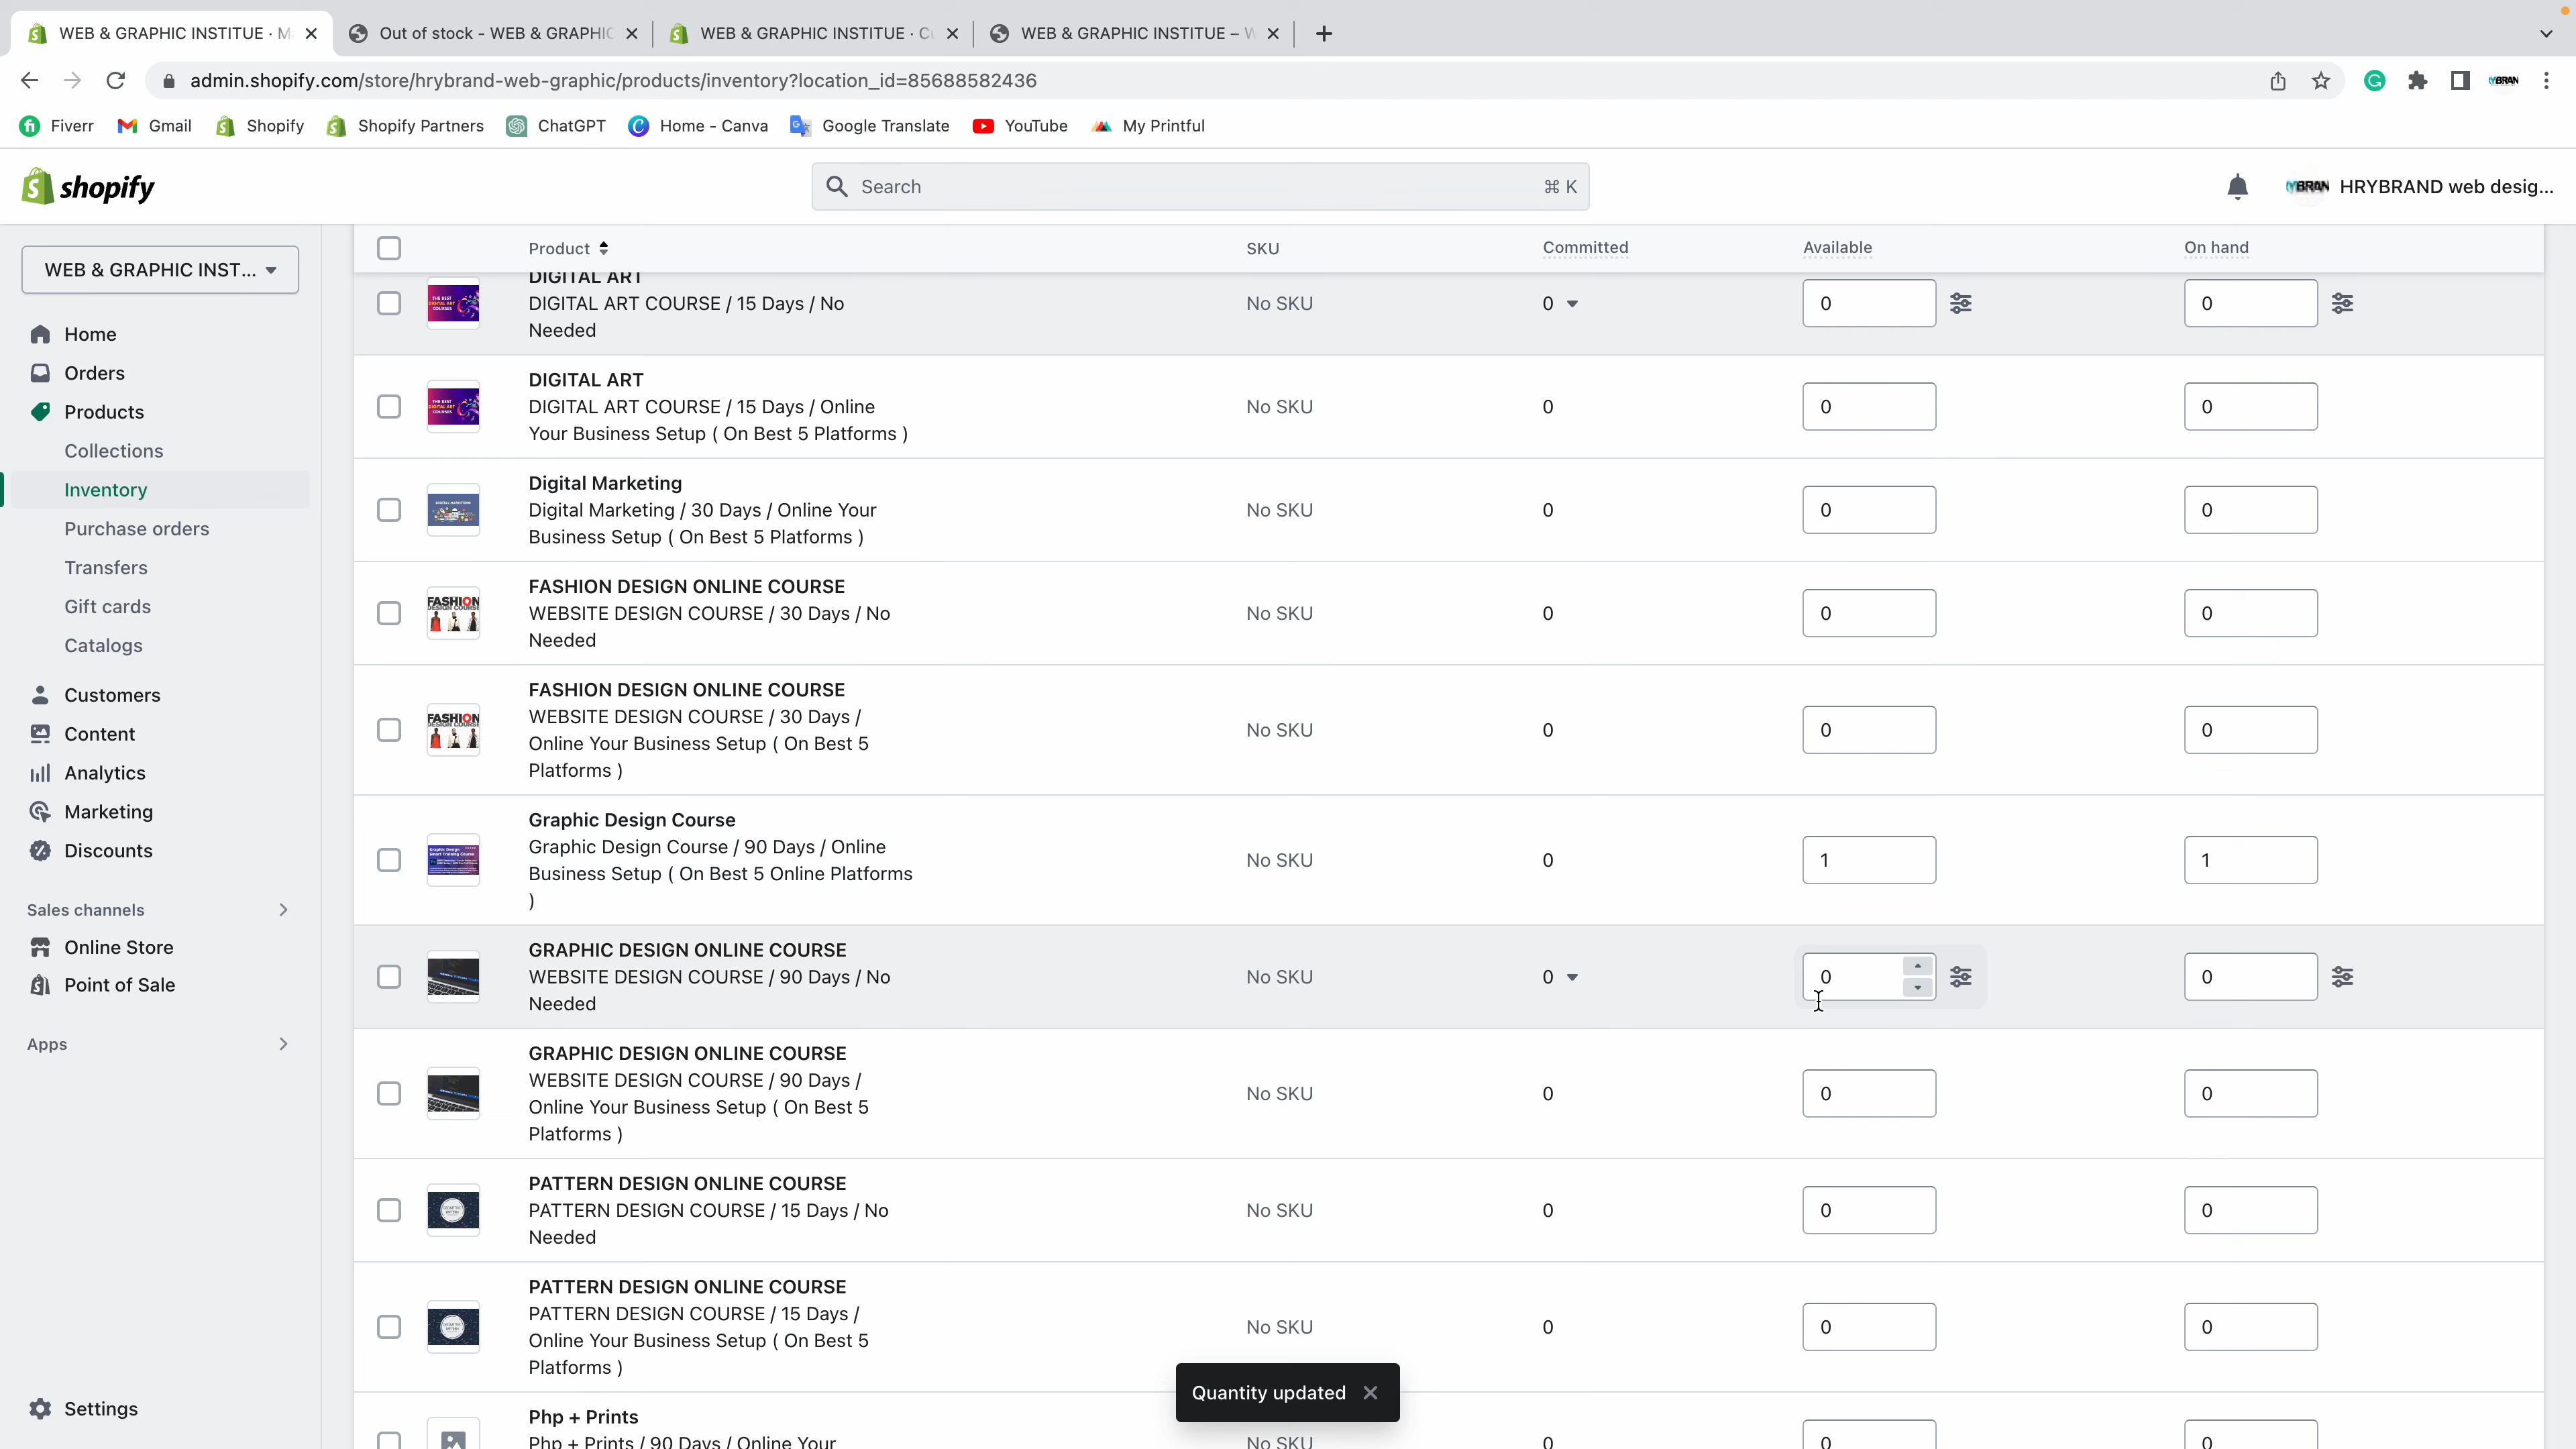 WEB & GRAPHIC INSTITUE · M
Out of stock - WEB & GRAPHIC
WEB & GRAPHIC INSTITUE · C
WEB & GRAPHIC INSTITUE – W
admin.shopify.com/store/hrybrand-web-graphic/products/inventory?location_id=85688582436
Fiverr
Gmail
Shopify
Shopify Partners
ChatGPT
Home - Canva
Google Translate
YouTube
My Printful
shopify
Search
⌘ K
HRYBRAND web desig...
WEB & GRAPHIC INST...
Home
Orders
Products
Collections
Inventory
Purchase orders
Transfers
Gift cards
Catalogs
Customers
Content
Analytics
Marketing
Discounts
Sales channels
Online Store
Point of Sale
Apps
Settings
Product SKU Committed Available On hand
DIGITAL ART
DIGITAL ART COURSE / 15 Days / No
Needed
No SKU 0 0 0
DIGITAL ART
DIGITAL ART COURSE / 15 Days / Online
Your Business Setup ( On Best 5 Platforms )
No SKU 0 0 0
Digital Marketing
Digital Marketing / 30 Days / Online Your
Business Setup ( On Best 5 Platforms )
No SKU 0 0 0
FASHION DESIGN ONLINE COURSE
WEBSITE DESIGN COURSE / 30 Days / No
Needed
No SKU 0 0 0
FASHION DESIGN ONLINE COURSE
WEBSITE DESIGN COURSE / 30 Days /
Online Your Business Setup ( On Best 5
Platforms )
No SKU 0 0 0
Graphic Design Course
Graphic Design Course / 90 Days / Online
Business Setup ( On Best 5 Online Platforms
)
No SKU 0 1 1
GRAPHIC DESIGN ONLINE COURSE
WEBSITE DESIGN COURSE / 90 Days / No
Needed
No SKU 0 0 0
GRAPHIC DESIGN ONLINE COURSE
WEBSITE DESIGN COURSE / 90 Days /
Online Your Business Setup ( On Best 5
Platforms )
No SKU 0 0 0
PATTERN DESIGN ONLINE COURSE
PATTERN DESIGN COURSE / 15 Days / No
Needed
No SKU 0 0 0
PATTERN DESIGN ONLINE COURSE
PATTERN DESIGN COURSE / 15 Days /
Online Your Business Setup ( On Best 5
Platforms )
No SKU 0 0 0
Php + Prints
Php + Prints / 90 Days / Online Your
No SKU 0 0 0
Quantity updated